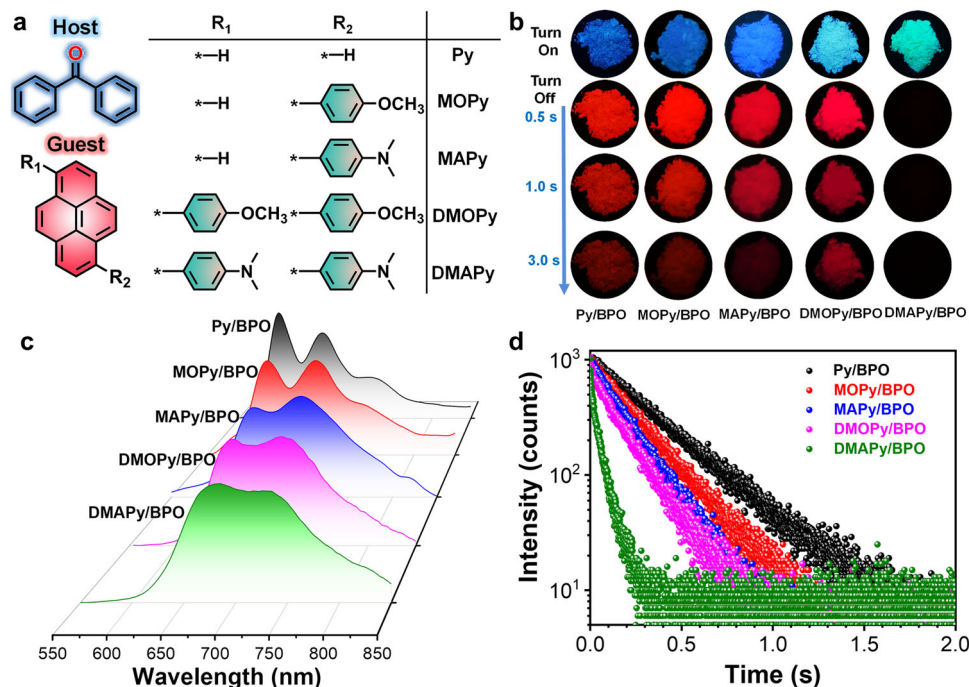 a
Host
O
Guest
R1
R2
R1 R2
*—H *—H Py
*—H *— OCH3 MOPy
*—H *— N MAPy
*— OCH3 *— OCH3 DMOPy
*— N *— N DMAPy
b
Turn
On
Turn
Off
0.5 s
1.0 s
3.0 s
Py/BPO MOPy/BPO MAPy/BPO DMOPy/BPO DMAPy/BPO
c
Py/BPO
MOPy/BPO
MAPy/BPO
DMOPy/BPO
DMAPy/BPO
550 600 650 700 750 800 850
Wavelength (nm)
d
10³
10²
10¹
Intensity (counts)
Py/BPO
MOPy/BPO
MAPy/BPO
DMOPy/BPO
DMAPy/BPO
0.0 0.5 1.0 1.5 2.0
Time (s)